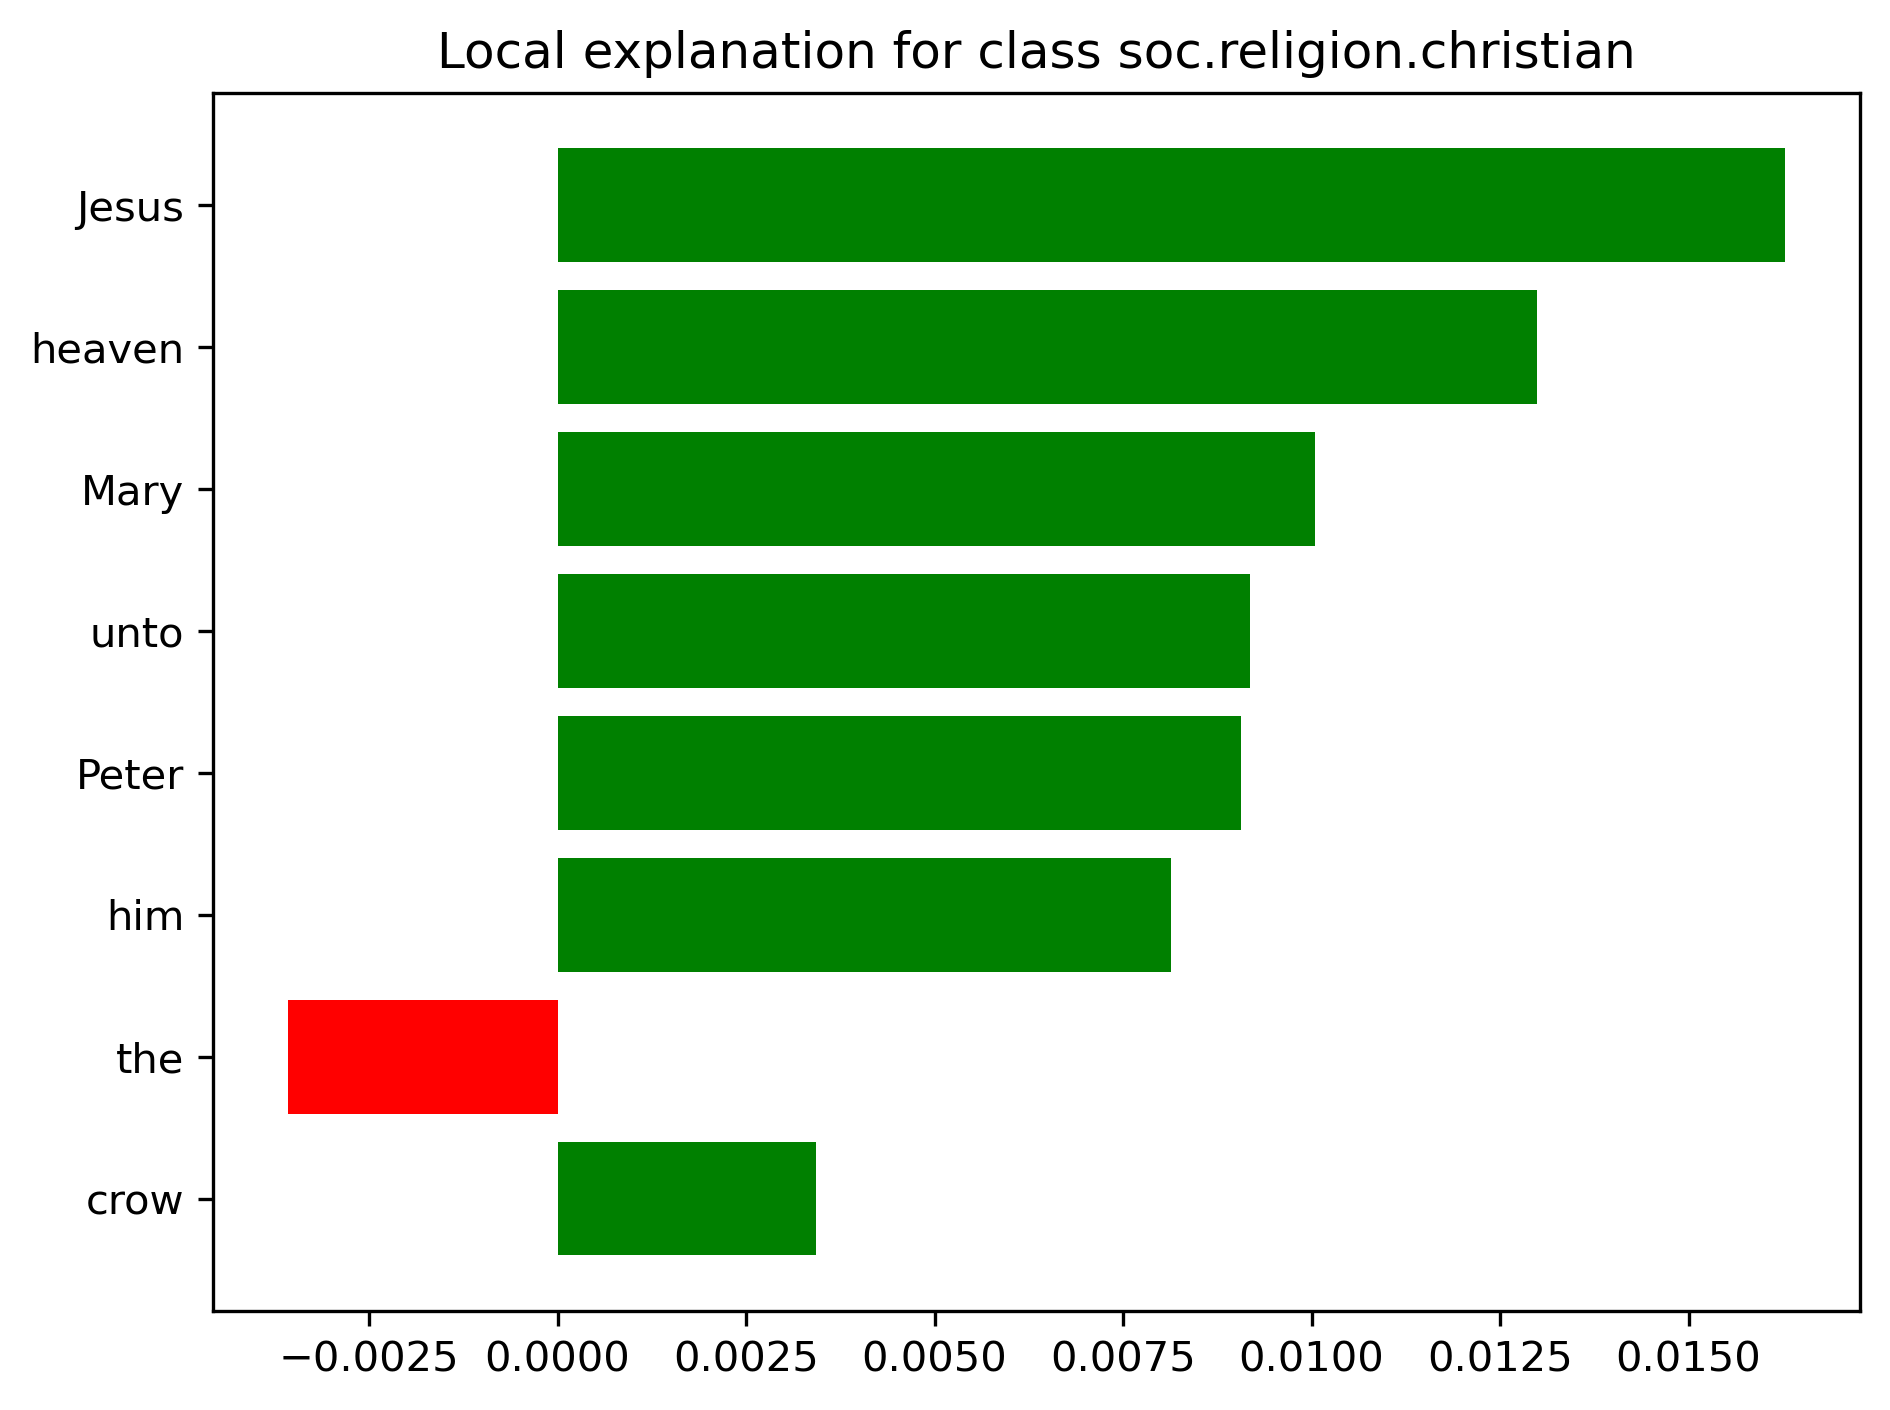 Local explanation for class soc.religion.christian
Jesus
heaven
Mary
unto
Peter
him
the
crow
−0.0025 0.0000 0.0025 0.0050 0.0075 0.0100 0.0125 0.0150